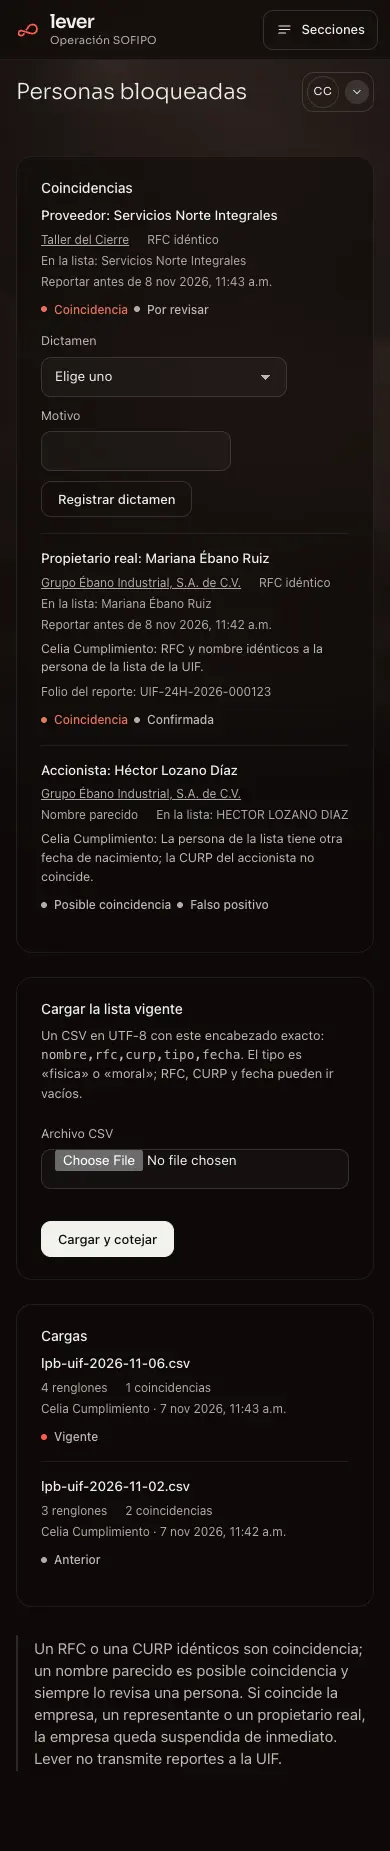 lever
Operación SOFIPO
Secciones
Personas bloqueadas
CC
Coincidencias
Proveedor: Servicios Norte Integrales
Taller del Cierre RFC idéntico
En la lista: Servicios Norte Integrales
Reportar antes de 8 nov 2026, 11:43 a.m.
Coincidencia Por revisar
Dictamen
Elige uno
Motivo
Registrar dictamen
Propietario real: Mariana Ébano Ruiz
Grupo Ébano Industrial, S.A. de C.V. RFC idéntico
En la lista: Mariana Ébano Ruiz
Reportar antes de 8 nov 2026, 11:42 a.m.
Celia Cumplimiento: RFC y nombre idénticos a la
persona de la lista de la UIF.
Folio del reporte: UIF-24H-2026-000123
Coincidencia Confirmada
Accionista: Héctor Lozano Díaz
Grupo Ébano Industrial, S.A. de C.V.
Nombre parecido En la lista: HECTOR LOZANO DIAZ
Celia Cumplimiento: La persona de la lista tiene otra
fecha de nacimiento; la CURP del accionista no
coincide.
Posible coincidencia Falso positivo
Cargar la lista vigente
Un CSV en UTF-8 con este encabezado exacto:
nombre,rfc,curp,tipo,fecha. El tipo es
«fisica» o «moral»; RFC, CURP y fecha pueden ir
vacíos.
Archivo CSV
Choose File No file chosen
Cargar y cotejar
Cargas
lpb-uif-2026-11-06.csv
4 renglones 1 coincidencias
Celia Cumplimiento · 7 nov 2026, 11:43 a.m.
Vigente
lpb-uif-2026-11-02.csv
3 renglones 2 coincidencias
Celia Cumplimiento · 7 nov 2026, 11:42 a.m.
Anterior
Un RFC o una CURP idénticos son coincidencia;
un nombre parecido es posible coincidencia y
siempre lo revisa una persona. Si coincide la
empresa, un representante o un propietario real,
la empresa queda suspendida de inmediato.
Lever no transmite reportes a la UIF.